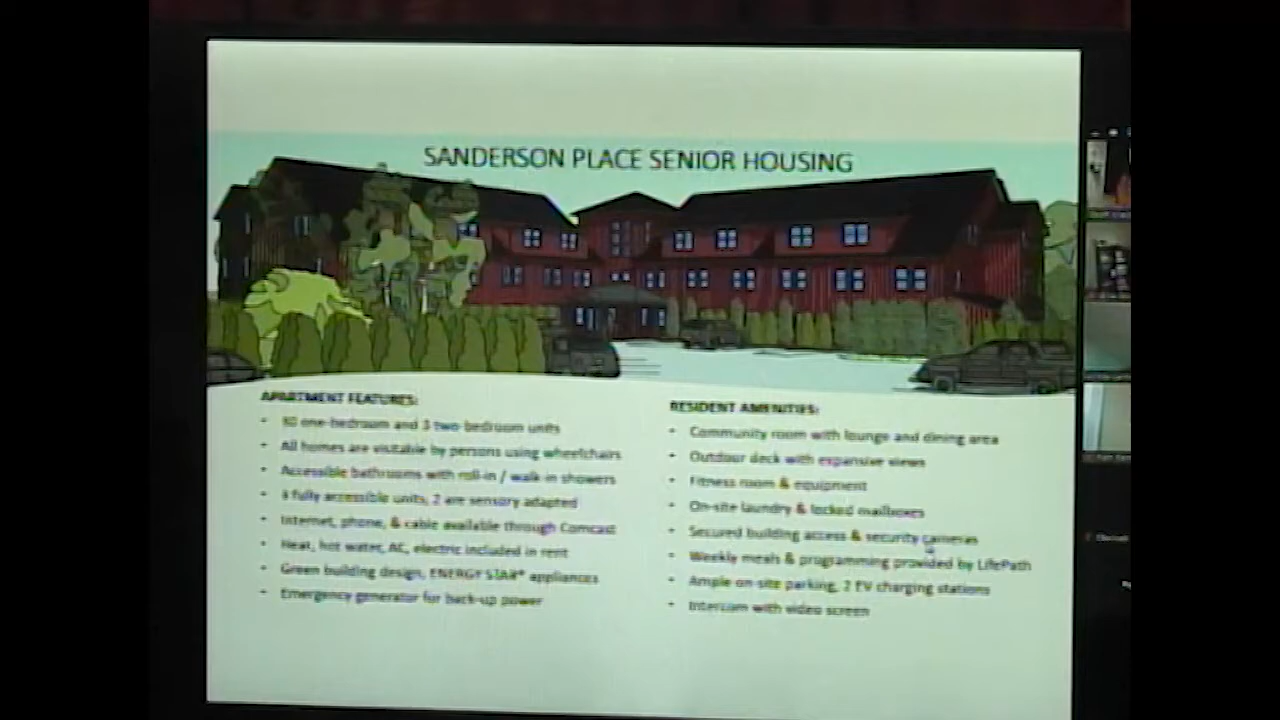 SANDERSON PLACE SENIOR HOUSING
APARTMENT FEATURES:
• 30 one-bedroom and 3 two-bedroom units
• All homes are visitable by persons using wheelchairs
• Accessible bathrooms with roll-in / walk in showers
• fully accessible units, 2 are sensory adapted
• Internet, phone, & cable available through Comcast
• Heat, hot water, AC, electric included in rent
• Green building design, ENERGY STAR® appliances
• Emergency generator for back-up power
RESIDENT AMENITIES:
• Community room with lounge and dining area
• Outdoor deck with expansive views
• Fitness room & equipment
• On-site laundry & locked mailboxes
• Secured building access & security cameras
• Weekly meals & programming provided by LifePath
• Ample on-site parking, 2 EV charging stations
• Intercom with video screen